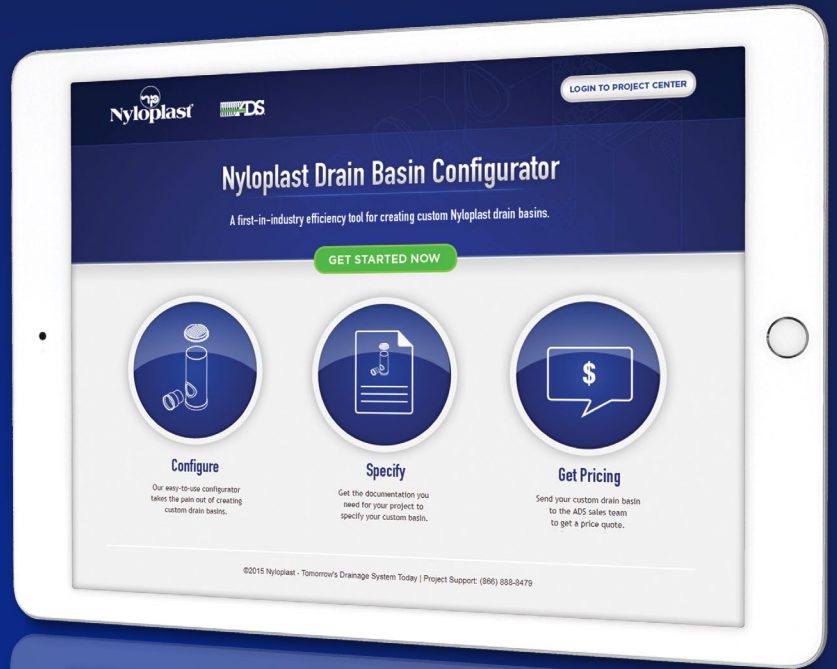 Nyloplast
ADS
LOGIN TO PROJECT CENTER
Nyloplast Drain Basin Configurator
A first-in-industry efficiency tool for creating custom Nyloplast drain basins.
GET STARTED NOW
$
Configure
Our easy-to-use configurator
takes the pain out of creating
custom drain basins.
Specify
Get the documentation you
need for your project to
specify your custom basin.
Get Pricing
Send your custom drain basin
to the ADS sales team
to get a price quote.
©2015 Nyloplast - Tomorrow's Drainage System Today | Project Support: (866) 888-8479